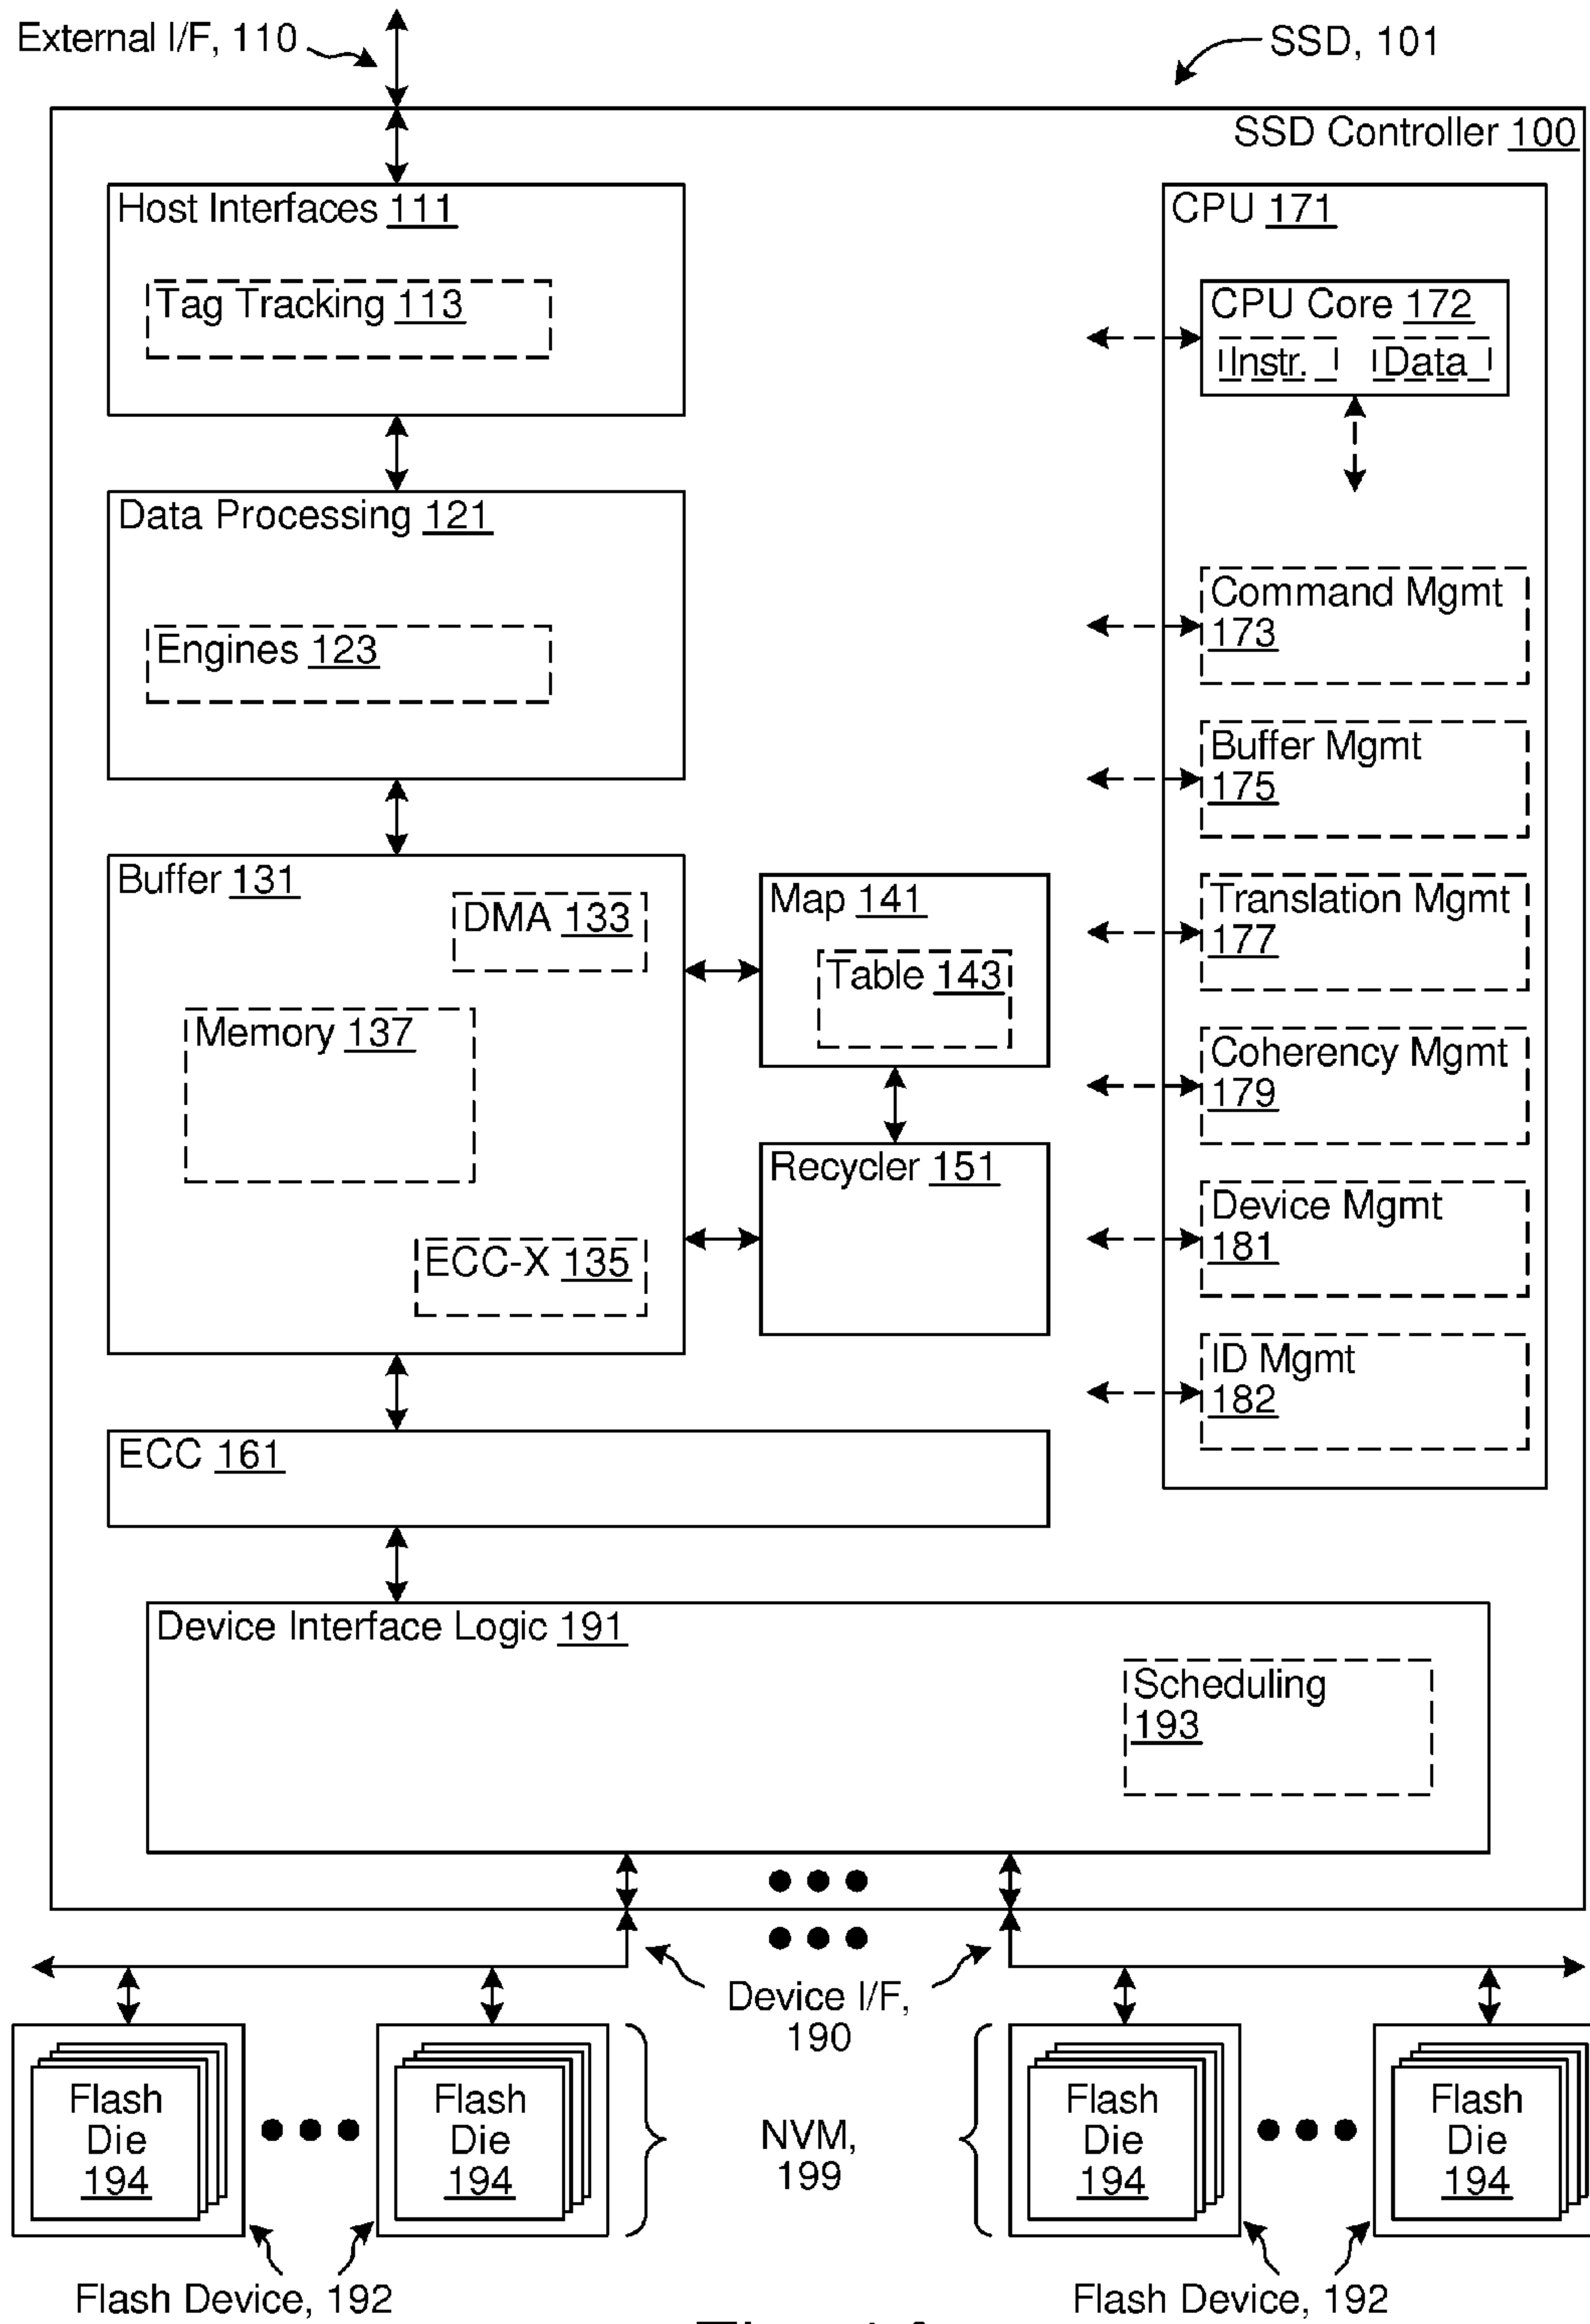 External I/F, 110
SSD, 101
SSD Controller 100
Host Interfaces 111
Tag Tracking 113
Data Processing 121
Engines 123
Buffer 131
DMA 133
Memory 137
ECC-X 135
Map 141
Table 143
Recycler 151
ECC 161
CPU 171
CPU Core 172
Instr. Data
Command Mgmt
173
Buffer Mgmt
175
Translation Mgmt
177
Coherency Mgmt
179
Device Mgmt
181
ID Mgmt
182
Device Interface Logic 191
Scheduling
193
Device I/F,
190
Flash
Die
194
Flash
Die
194
NVM,
199
Flash
Die
194
Flash
Die
194
Flash Device, 192
Flash Device, 192